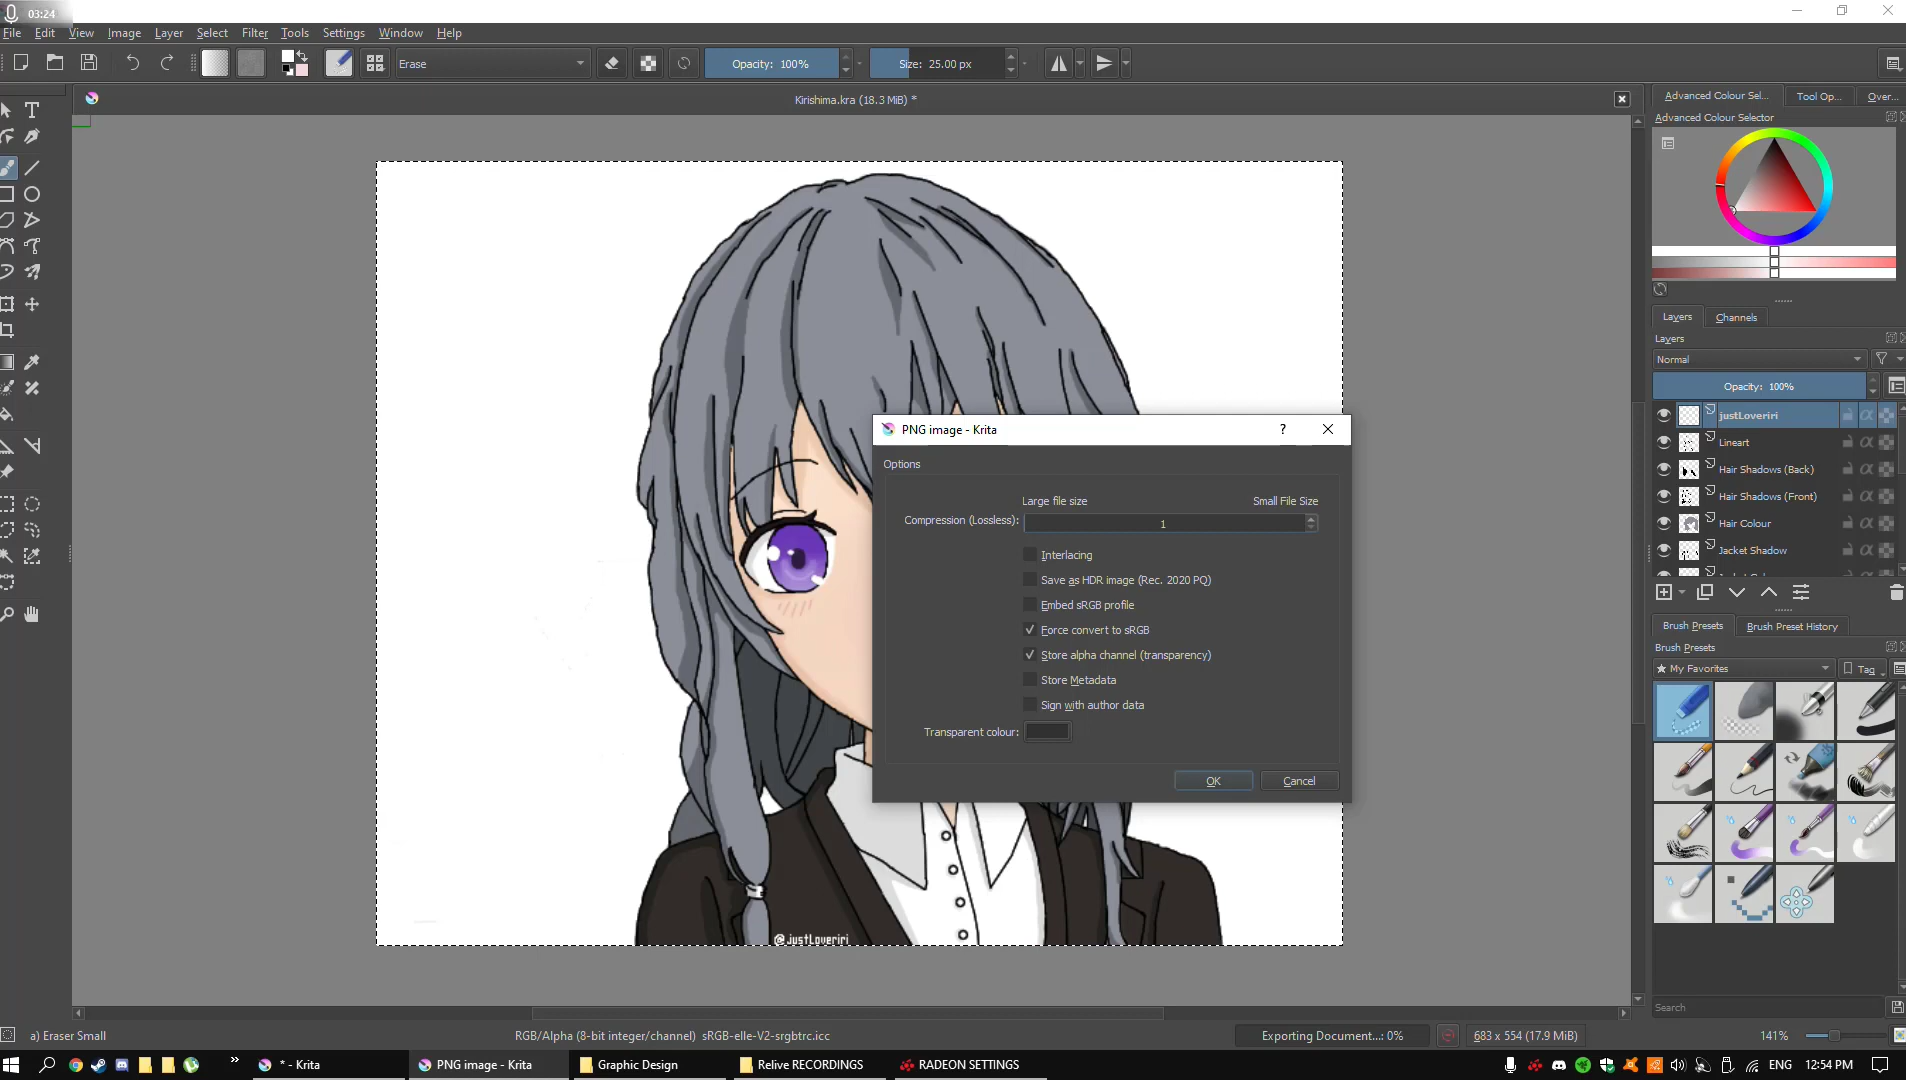 03:24
File Edit View Image Layer Select Filter Tools Settings Window Help
Erase
Opacity: 100%
Size: 25.00 px
Kirishima.kra (18.3 MiB) *
Advanced Colour Sel...
Tool Op...
Over...
Advanced Colour Selector
Layers
Channels
Layers
Normal
Opacity: 100%
justLoveriri
Lineart
Hair Shadows (Back)
Hair Shadows (Front)
Hair Colour
Jacket Shadow
Brush Presets
Brush Preset History
Brush Presets
My Favorites
Tag
Search
PNG image - Krita
?
Options
Large file size
Small File Size
Compression (Lossless):
1
Interlacing
Save as HDR image (Rec. 2020 PQ)
Embed sRGB profile
Force convert to sRGB
Store alpha channel (transparency)
Store Metadata
Sign with author data
Transparent colour:
OK
Cancel
@justLoveriri
a) Eraser Small
RGB/Alpha (8-bit integer/channel) sRGB-elle-V2-srgbtrc.icc
Exporting Document...: 0%
683 x 554 (17.9 MiB)
141%
* - Krita
PNG image - Krita
Graphic Design
Relive RECORDINGS
RADEON SETTINGS
ENG
12:54 PM